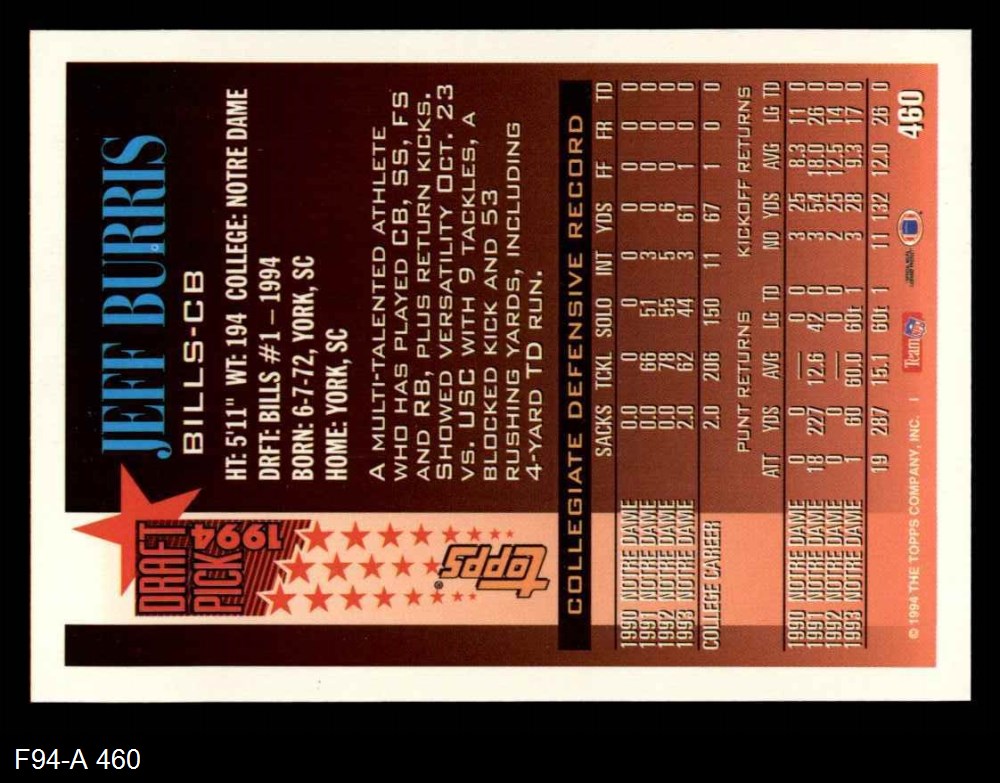 JEFF BURRIS
BILLS-CB
HT: 5'11" WT: 194 COLLEGE: NOTRE DAME
DRFT: BILLS #1 – 1994
BORN: 6-7-72, YORK, SC
HOME: YORK, SC
A MULTI-TALENTED ATHLETE
WHO HAS PLAYED CB, SS, FS
AND RB, PLUS RETURN KICKS.
SHOWED VERSATILITY OCT. 23
VS. USC WITH 9 TACKLES, A
BLOCKED KICK AND 53
RUSHING YARDS, INCLUDING
4-YARD TD RUN.
DRAFT
PICK
1994
Topps®
COLLEGIATE DEFENSIVE RECORD
SACKS TCKL SOLO INT YDS FF FR TD
1990 NOTRE DAME 0.0 0 0 0 0 0 0 0
1991 NOTRE DAME 0.0 66 51 3 0 0 0 0
1992 NOTRE DAME 0.0 78 55 5 6 0 0 0
1993 NOTRE DAME 2.0 62 44 3 61 1 0 0
COLLEGE CAREER 2.0 206 150 11 67 1 0 0
PUNT RETURNS KICKOFF RETURNS
ATT YDS AVG LG TD NO YDS AVG LG TD
1990 NOTRE DAME 0 0 — 0 0 3 25 8.3 11 0
1991 NOTRE DAME 18 227 12.6 42 0 3 54 18.0 26 0
1992 NOTRE DAME 0 0 — 0 0 2 25 12.5 14 0
1993 NOTRE DAME 1 60 60.0 60t 1 3 28 9.3 17 0
19 287 15.1 60t 1 11 132 12.0 26 0
© 1994 THE TOPPS COMPANY, INC. Team NFL 460
F94-A 460